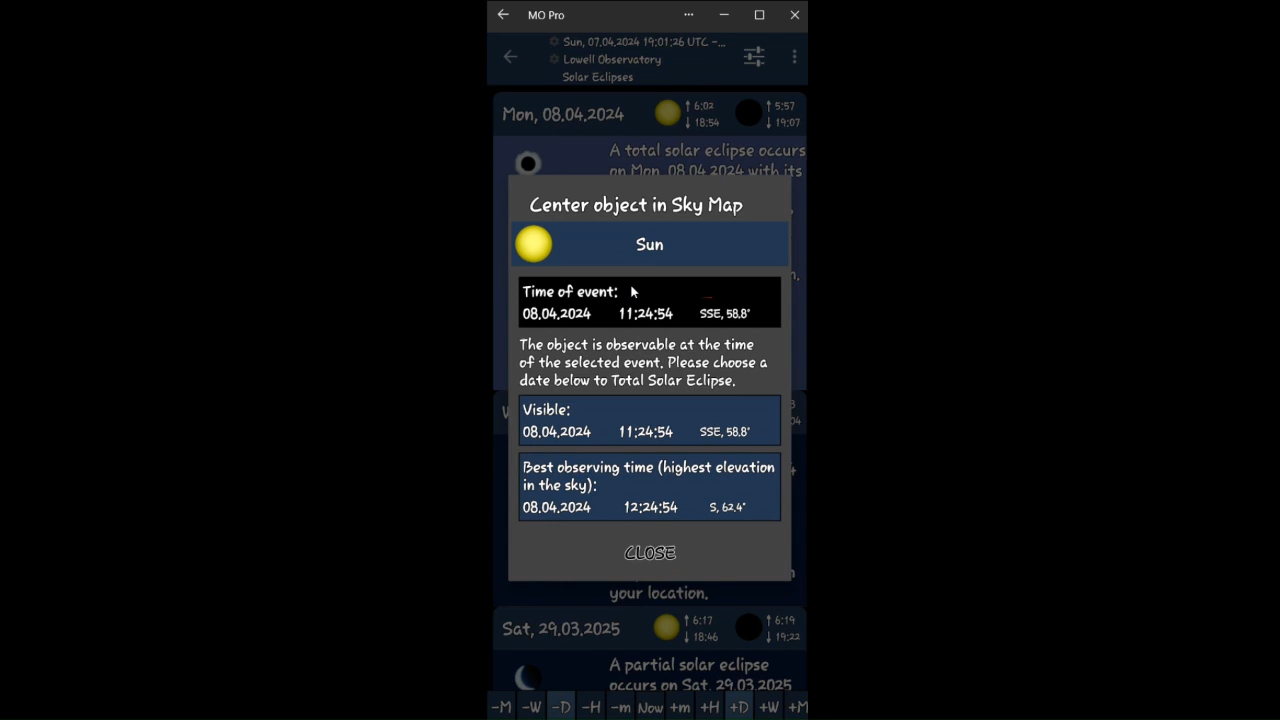 MO Pro
Sun, 07.04.2024 19:01:26 UTC -...
Lowell Observatory
Solar Eclipses
Mon, 08.04.2024
↑ 6:02
↓ 18:54
↑ 5:57
↓ 19:07
A total solar eclipse occurs
on Mon, 08.04.2024 with its
Center object in Sky Map
Sun
Time of event:
08.04.2024 11:24:54 SSE, 58.8°
The object is observable at the time
of the selected event. Please choose a
date below to Total Solar Eclipse.
Visible:
08.04.2024 11:24:54 SSE, 58.8°
Best observing time (highest elevation
in the sky):
08.04.2024 12:24:54 S, 62.4°
CLOSE
your location.
Sat, 29.03.2025
↑ 6:17
↓ 18:46
↑ 6:19
↓ 19:22
A partial solar eclipse
occurs on Sat, 29.03.2025
-M -W -D -H -m Now +m +H +D +W +M